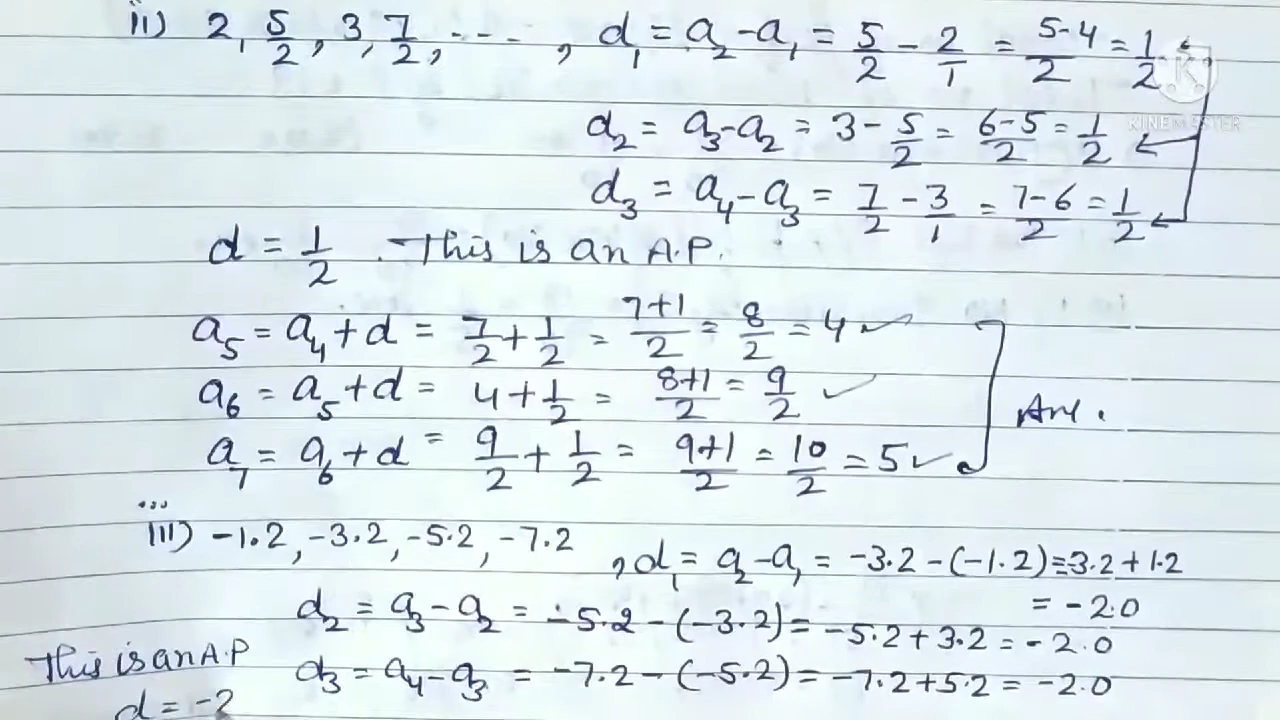 ii) 2, 5/2, 3, 7/2, ---- , d₁ = a₂-a₁ = 5/2 - 2/1 = 5-4/2 = 1/2
KINEMASTER
d₂ = a₃-a₂ = 3 - 5/2 = 6-5/2 = 1/2
d₃ = a₄-a₃ = 7/2 - 3/1 = 7-6/2 = 1/2
d = 1/2 . This is an A.P.
a₅ = a₄+d = 7/2 + 1/2 = 7+1/2 = 8/2 = 4 ✓
a₆ = a₅+d = 4+1/2 = 8+1/2 = 9/2 ✓
Ans.
a₇ = a₆+d = 9/2 + 1/2 = 9+1/2 = 10/2 = 5 ✓
iii) -1.2, -3.2, -5.2, -7.2 , d₁ = a₂-a₁ = -3.2-(-1.2) = -3.2+1.2
= -2.0
d₂ = a₃-a₂ = -5.2-(-3.2) = -5.2+3.2 = -2.0
This is an A.P
d₃ = a₄-a₃ = -7.2-(-5.2) = -7.2+5.2 = -2.0
d = -2